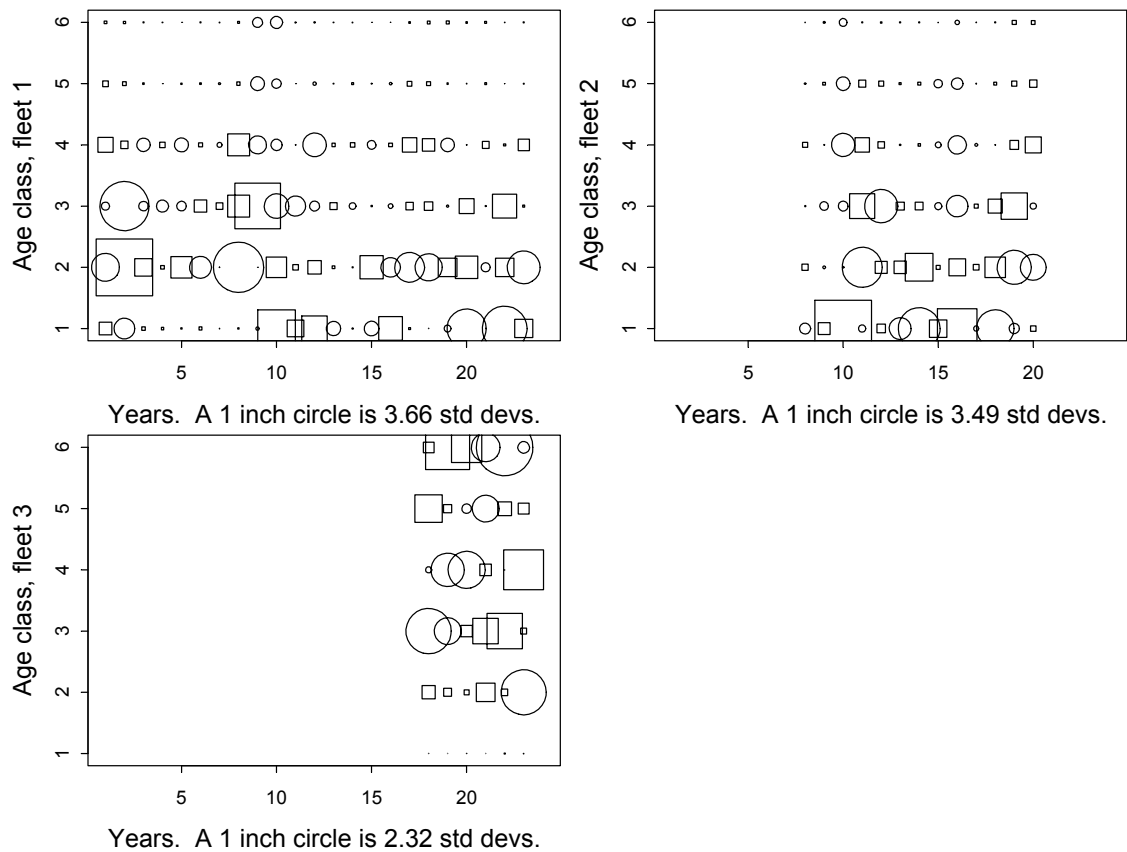 Age class, fleet 1
6
5
4
3
2
1
5 10 15 20
Years. A 1 inch circle is 3.66 std devs.
Age class, fleet 2
6
5
4
3
2
1
5 10 15 20
Years. A 1 inch circle is 3.49 std devs.
Age class, fleet 3
6
5
4
3
2
1
5 10 15 20
Years. A 1 inch circle is 2.32 std devs.